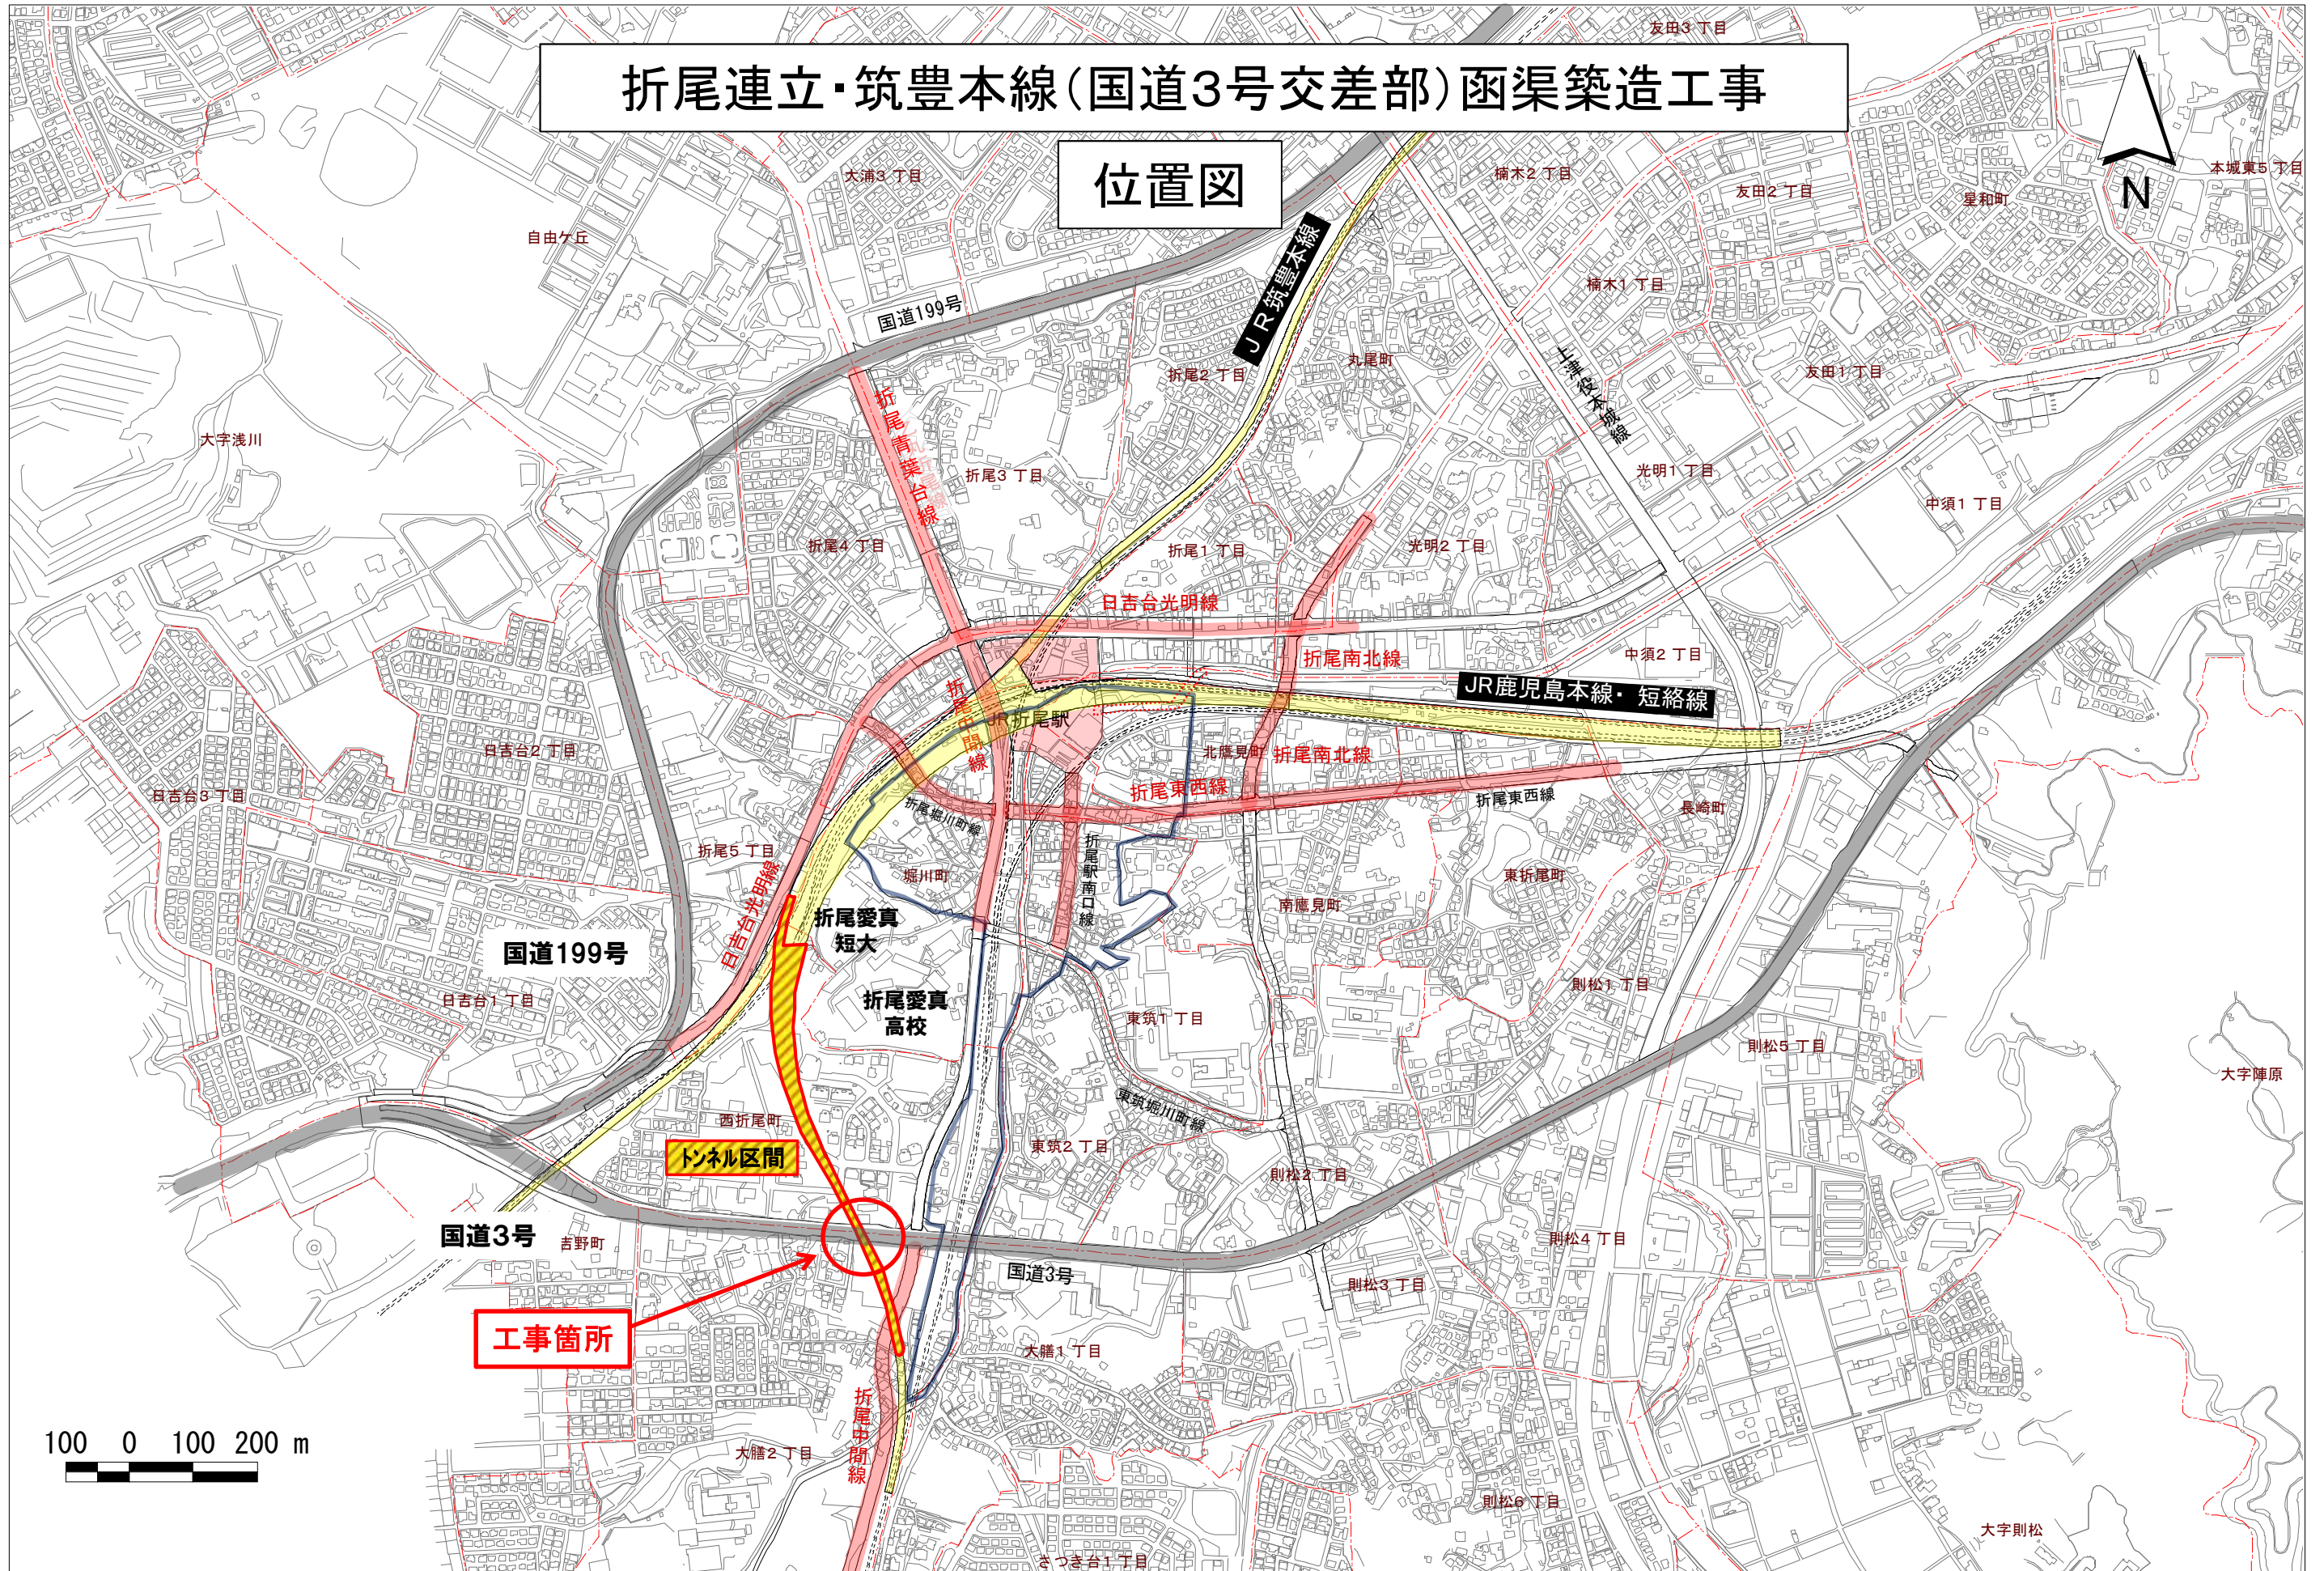 友田3 丁目
折尾連立・筑豊本線(国道3号交差部)函渠築造工事
位置図
N
大浦3 丁目
楠木2 丁目
友田2 丁目
星和町
本城東5 丁目
自由ケ丘
国道199号
JR筑豊本線
楠木1 丁目
折尾2 丁目
丸尾町
上津役本城線
友田1 丁目
大字浅川
折尾青葉台線
折尾3 丁目
光明1 丁目
中須1 丁目
折尾4 丁目
折尾1 丁目
光明2 丁目
日吉台光明線
折尾南北線
中須2 丁目
JR鹿児島本線・ 短絡線
折尾中間線
JR折尾駅
日吉台2 丁目
北鷹見町
折尾南北線
日吉台3 丁目
折尾東西線
折尾東西線
長崎町
折尾堀川町線
折尾駅南口線
折尾5 丁目
堀川町
東折尾町
日吉台光明線
折尾愛真
短大
南鷹見町
国道199号
日吉台1 丁目
折尾愛真
高校
則松1 丁目
東筑1 丁目
則松5 丁目
大字陣原
西折尾町
東筑堀川町線
トンネル区間
東筑2 丁目
則松2 丁目
国道3号
吉野町
則松4 丁目
国道3号
則松3 丁目
工事箇所
大膳1 丁目
折尾中間線
大膳2 丁目
100 0 100 200 m
則松6 丁目
大字則松
さつき台1 丁目